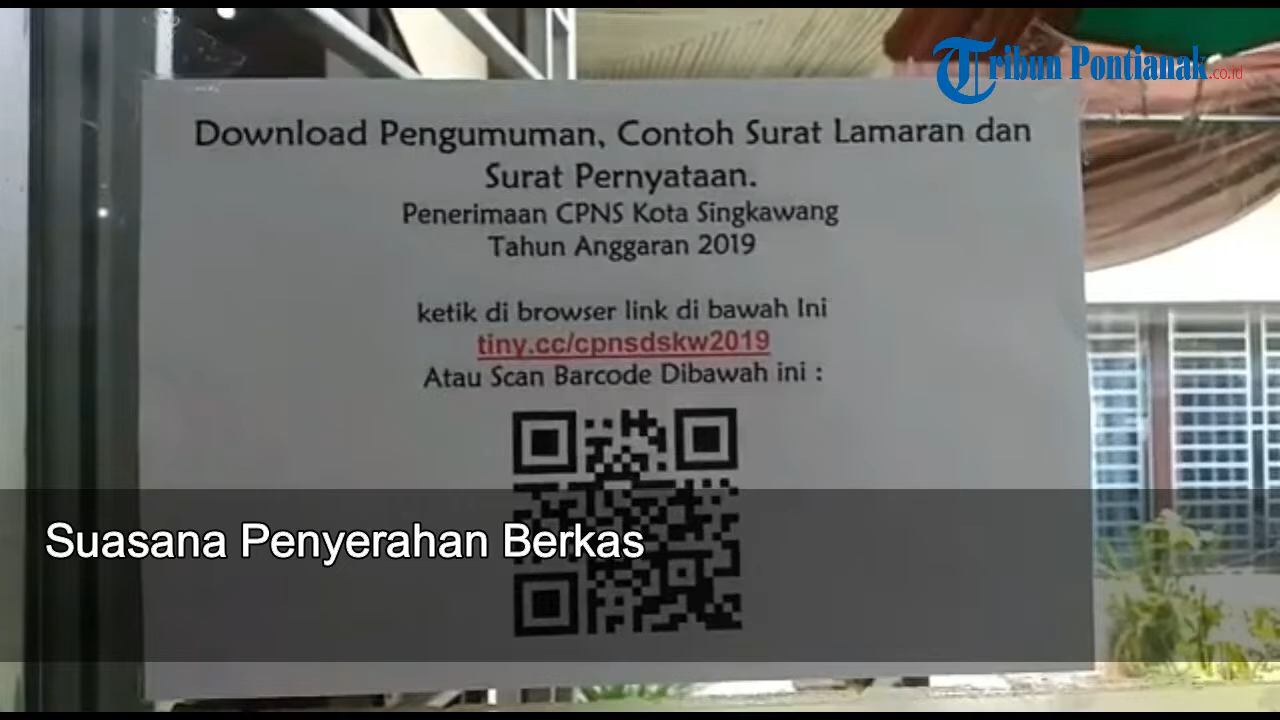 Tribun Pontianak.co.id
Download Pengumuman, Contoh Surat Lamaran dan
Surat Pernyataan.
Penerimaan CPNS Kota Singkawang
Tahun Anggaran 2019
ketik di browser link di bawah Ini
tiny.cc/cpnsdskw2019
Atau Scan Barcode Dibawah ini :
Suasana Penyerahan Berkas